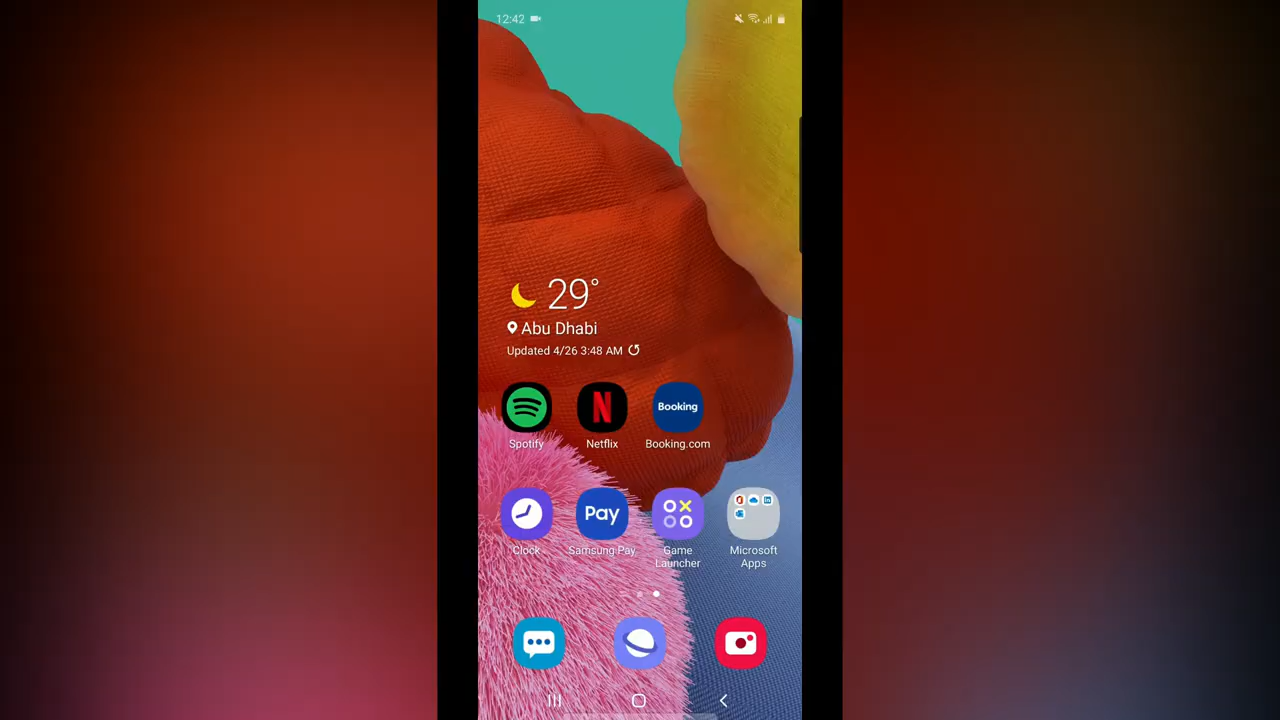 12:42
29°
Abu Dhabi
Updated 4/26 3:48 AM
Booking
Spotify
Netflix
Booking.com
Pay
Clock
Samsung Pay
Game
Launcher
Microsoft
Apps